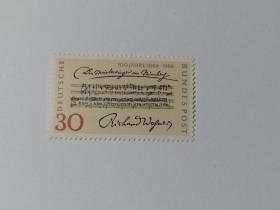 100 JAHRE 1868-1968
Die Meistersinger von Nürnberg
DEUTSCHE
BUNDESPOST
30
Richard Wagner